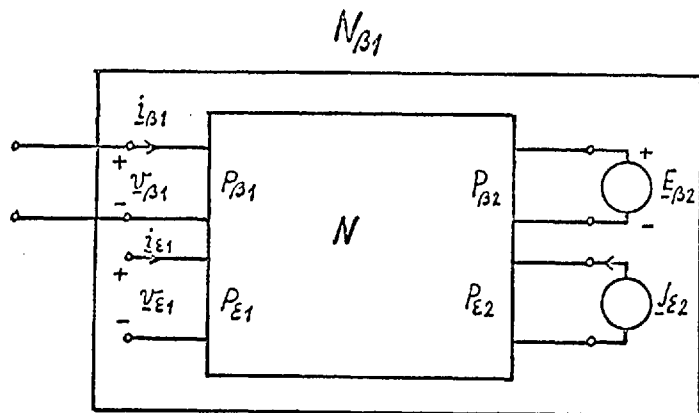 N_β1
i_β1
+
v_β1
-
P_β1
i_ε1
+
v_ε1
-
P_ε1
N
P_β2
+
E_β2
-
P_ε2
J_ε2